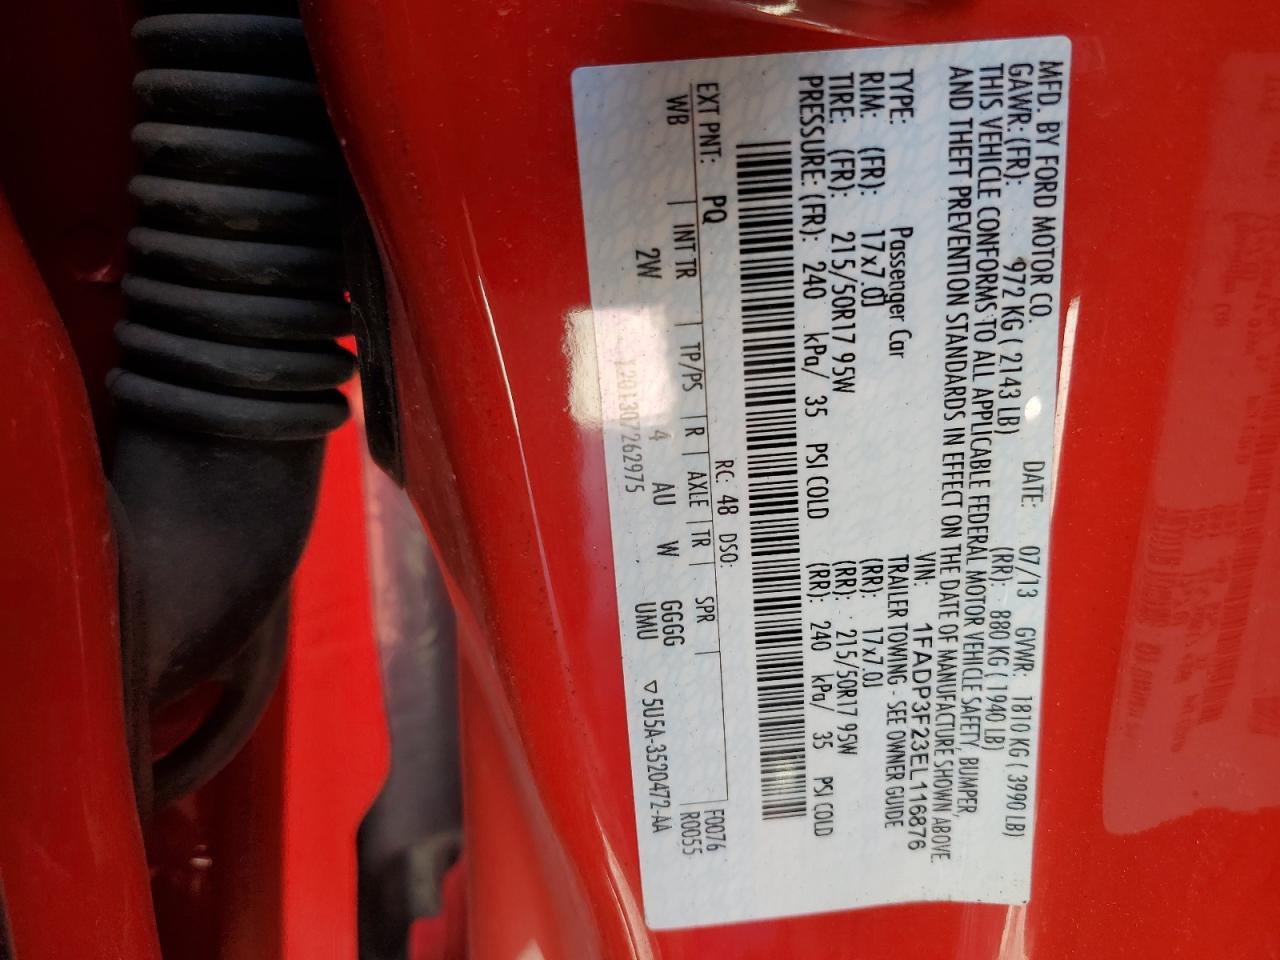 MFD. BY FORD MOTOR CO. DATE: 07/13 GVWR: 1810 KG ( 3990 LB)
GAWR: (FR): 972 KG ( 2143 LB) (RR): 880 KG ( 1940 LB)
THIS VEHICLE CONFORMS TO ALL APPLICABLE FEDERAL MOTOR VEHICLE SAFETY, BUMPER,
AND THEFT PREVENTION STANDARDS IN EFFECT ON THE DATE OF MANUFACTURE SHOWN ABOVE.
VIN: 1FADP3F23EL116876
TYPE: Passenger Car TRAILER TOWING - SEE OWNER GUIDE
RIM: (FR): 17x7.0J (RR): 17x7.0J
TIRE: (FR): 215/50R17 95W (RR): 215/50R17 95W
PRESSURE: (FR): 240 kPa/ 35 PSI COLD (RR): 240 kPa/ 35 PSI COLD
RC: 48 DSO: F0076
EXT PNT: PQ R0055
WB | INT TR | TP/PS | R | AXLE | TR | SPR |
2W 4 AU W GGGG
1201307262975 UMU ▽5U5A-3520472-AA